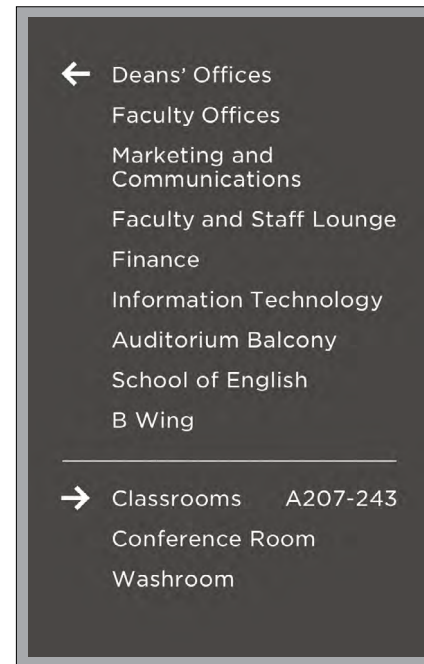 ← Deans’ Offices
Faculty Offices
Marketing and
Communications
Faculty and Staff Lounge
Finance
Information Technology
Auditorium Balcony
School of English
B Wing
→ Classrooms A207-243
Conference Room
Washroom